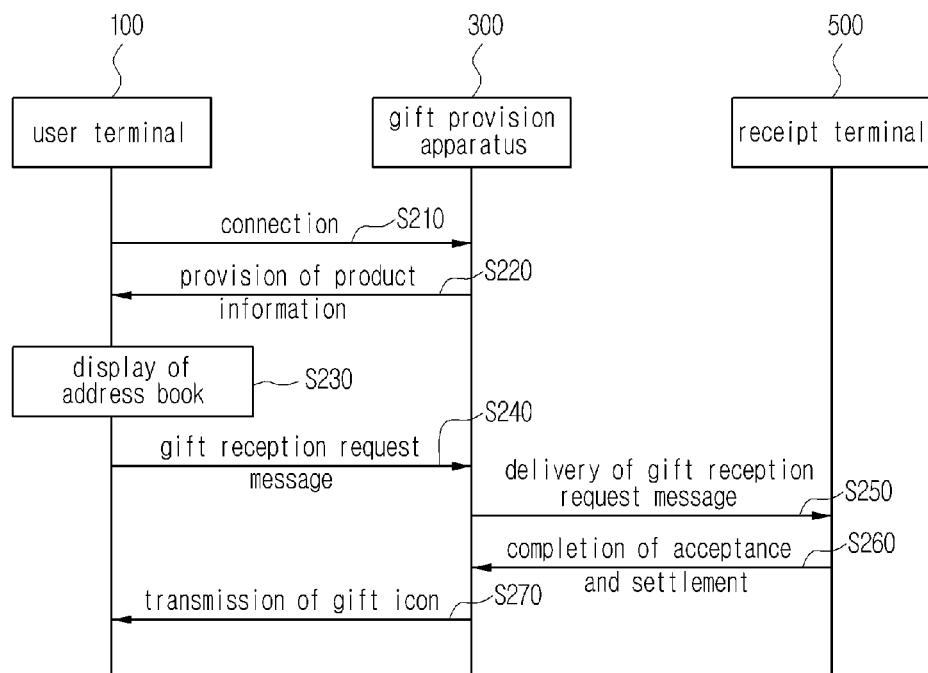 100
300
500
user terminal
gift provision
apparatus
receipt terminal
connection
S210
provision of product
information
S220
display of
address book
S230
gift reception request
message
S240
delivery of gift reception
request message
S250
completion of acceptance
and settlement
S260
transmission of gift icon
S270